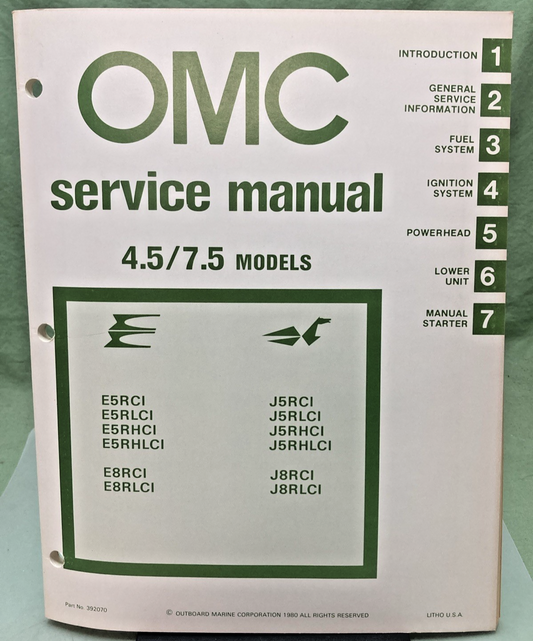 OMC
service manual
4.5/7.5 MODELS
E5RCI
E5RLCI
E5RHCI
E5RHLCI
E8RCI
E8RLCI
J5RCI
J5RLCI
J5RHCI
J5RHLCI
J8RCI
J8RLCI
INTRODUCTION 1
GENERAL
SERVICE
INFORMATION 2
FUEL
SYSTEM 3
IGNITION
SYSTEM 4
POWERHEAD 5
LOWER
UNIT 6
MANUAL
STARTER 7
Part No. 392070
© OUTBOARD MARINE CORPORATION 1980 ALL RIGHTS RESERVED
LITHO U.S.A.